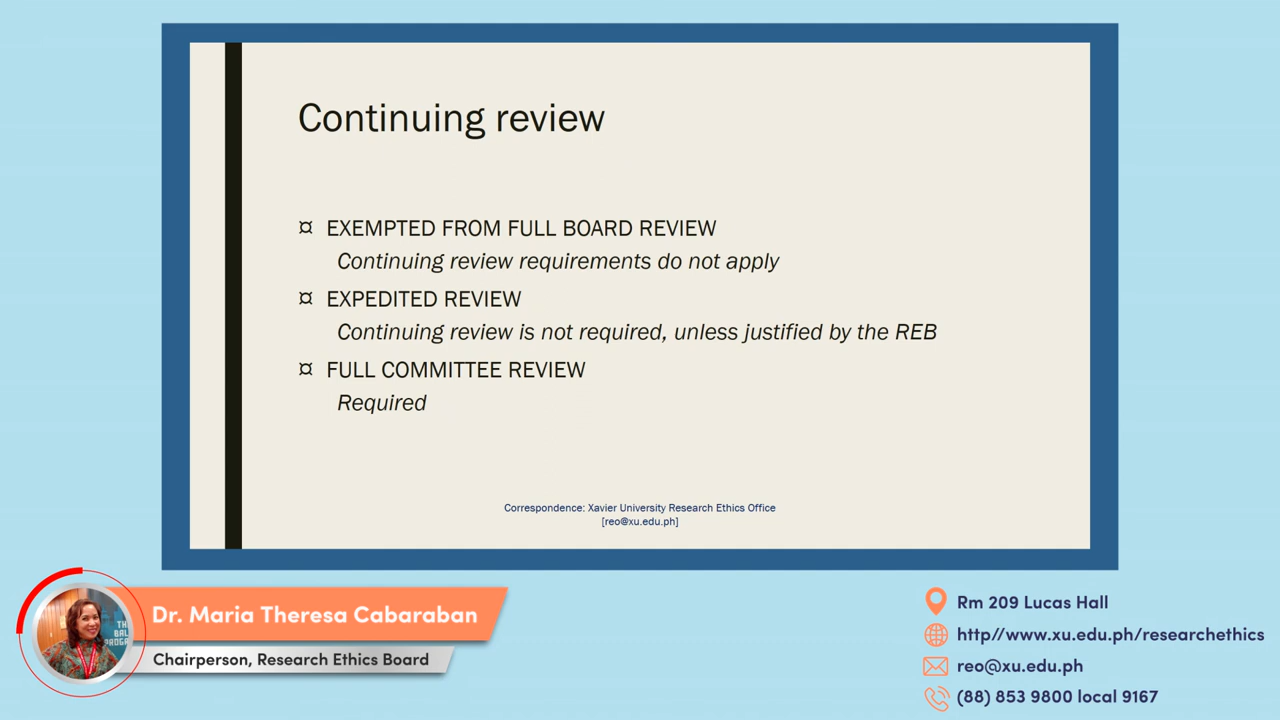 Continuing review
¤ EXEMPTED FROM FULL BOARD REVIEW
Continuing review requirements do not apply
¤ EXPEDITED REVIEW
Continuing review is not required, unless justified by the REB
¤ FULL COMMITTEE REVIEW
Required
Correspondence: Xavier University Research Ethics Office
[reo@xu.edu.ph]
Dr. Maria Theresa Cabaraban
Chairperson, Research Ethics Board
Rm 209 Lucas Hall
http//www.xu.edu.ph/researchethics
reo@xu.edu.ph
(88) 853 9800 local 9167